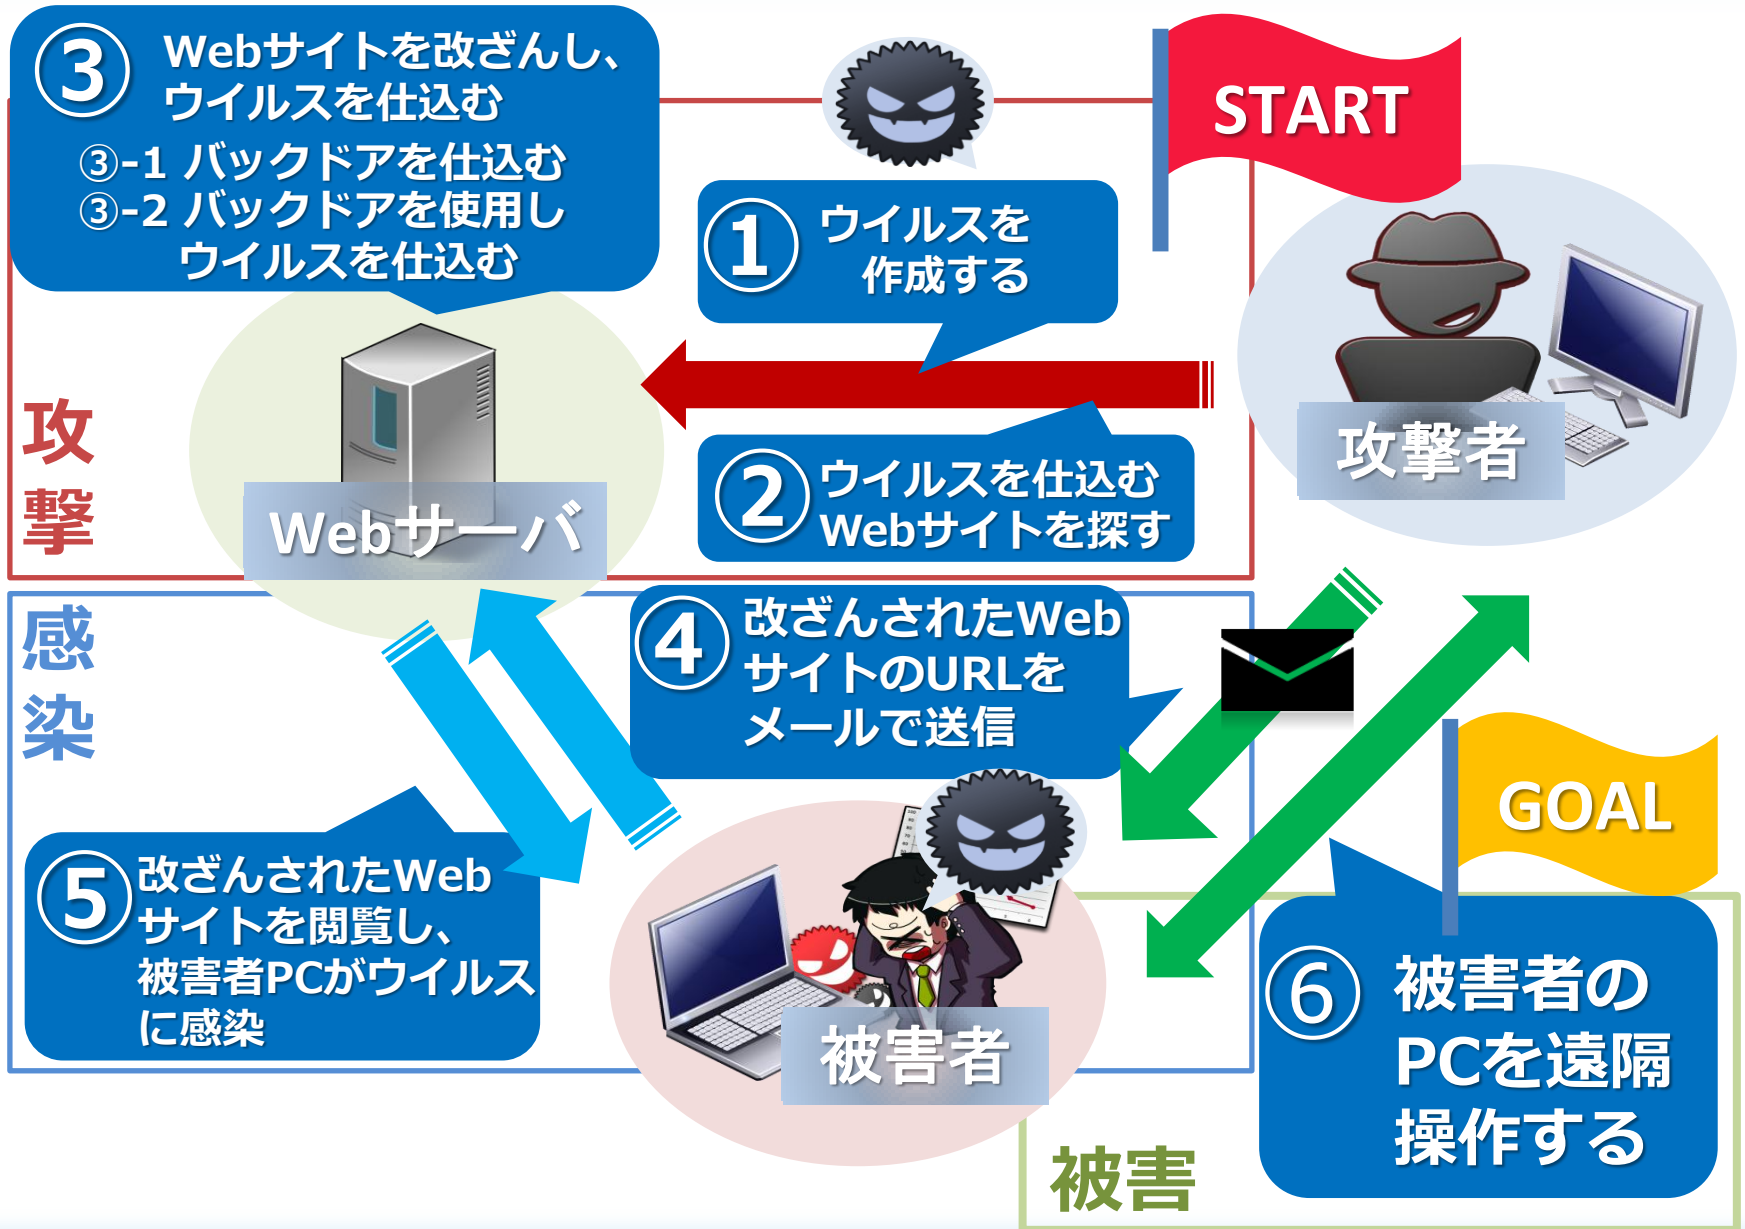 START
①
ウイルスを
作成する
②
ウイルスを仕込む
Webサイトを探す
③
Webサイトを改ざんし、
ウイルスを仕込む
③-1 バックドアを仕込む
③-2 バックドアを使用し
ウイルスを仕込む
攻撃者
Webサーバ
攻
撃
感
染
④
改ざんされたWeb
サイトのURLを
メールで送信
⑤
改ざんされたWeb
サイトを閲覧し、
被害者PCがウイルス
に感染
被害者
GOAL
⑥
被害者の
PCを遠隔
操作する
被害